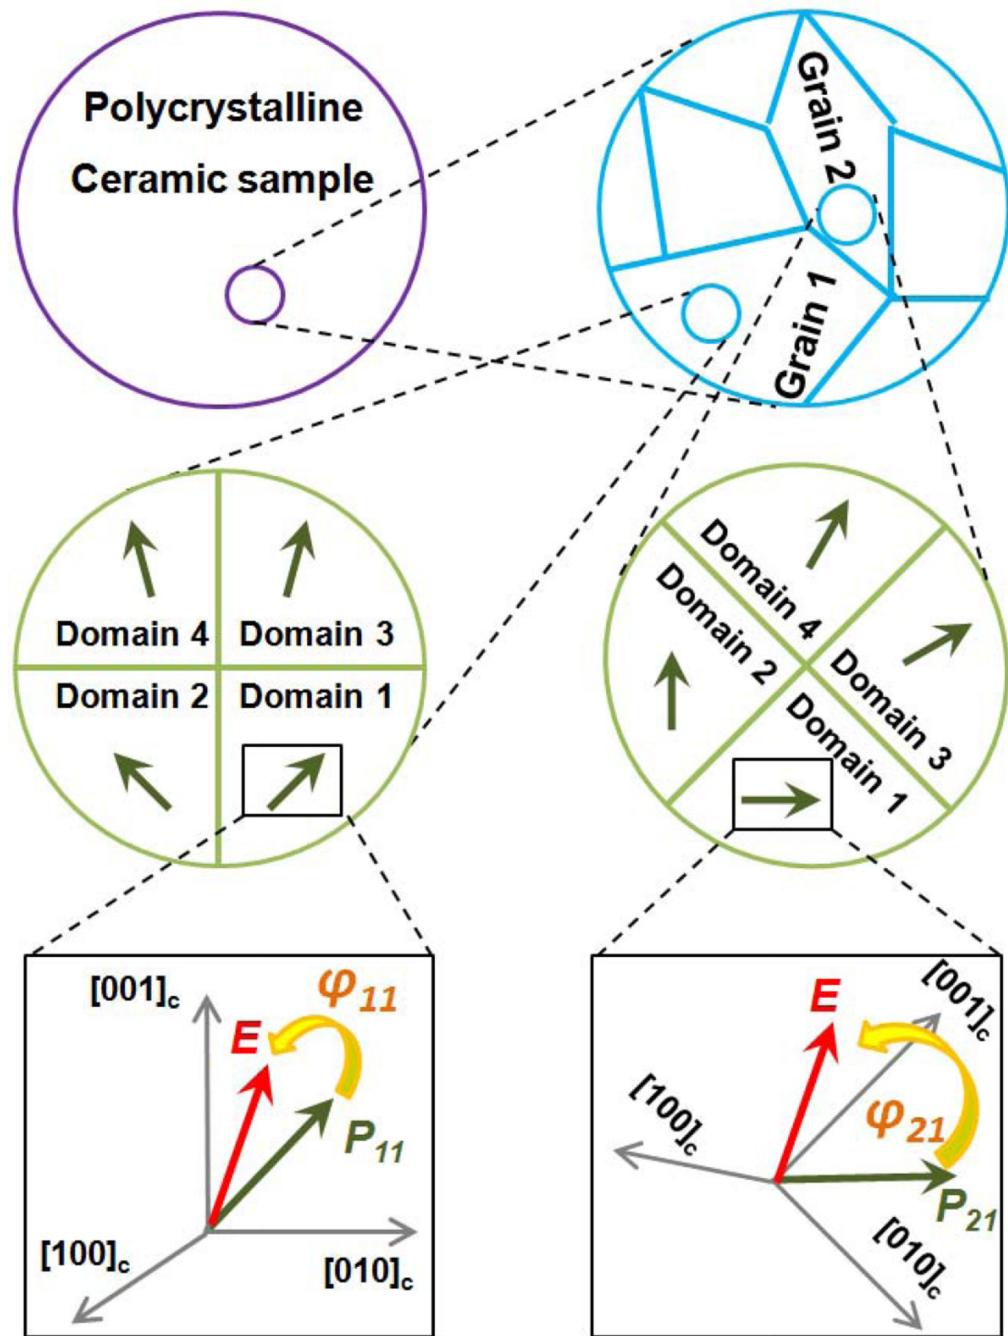 Polycrystalline
Ceramic sample
Grain 2
Grain 1
Domain 4
Domain 3
Domain 2
Domain 1
Domain 4
Domain 2
Domain 3
Domain 1
[001]c
E
φ11
P11
[100]c
[010]c
E
[001]c
[100]c
φ21
P21
[010]c